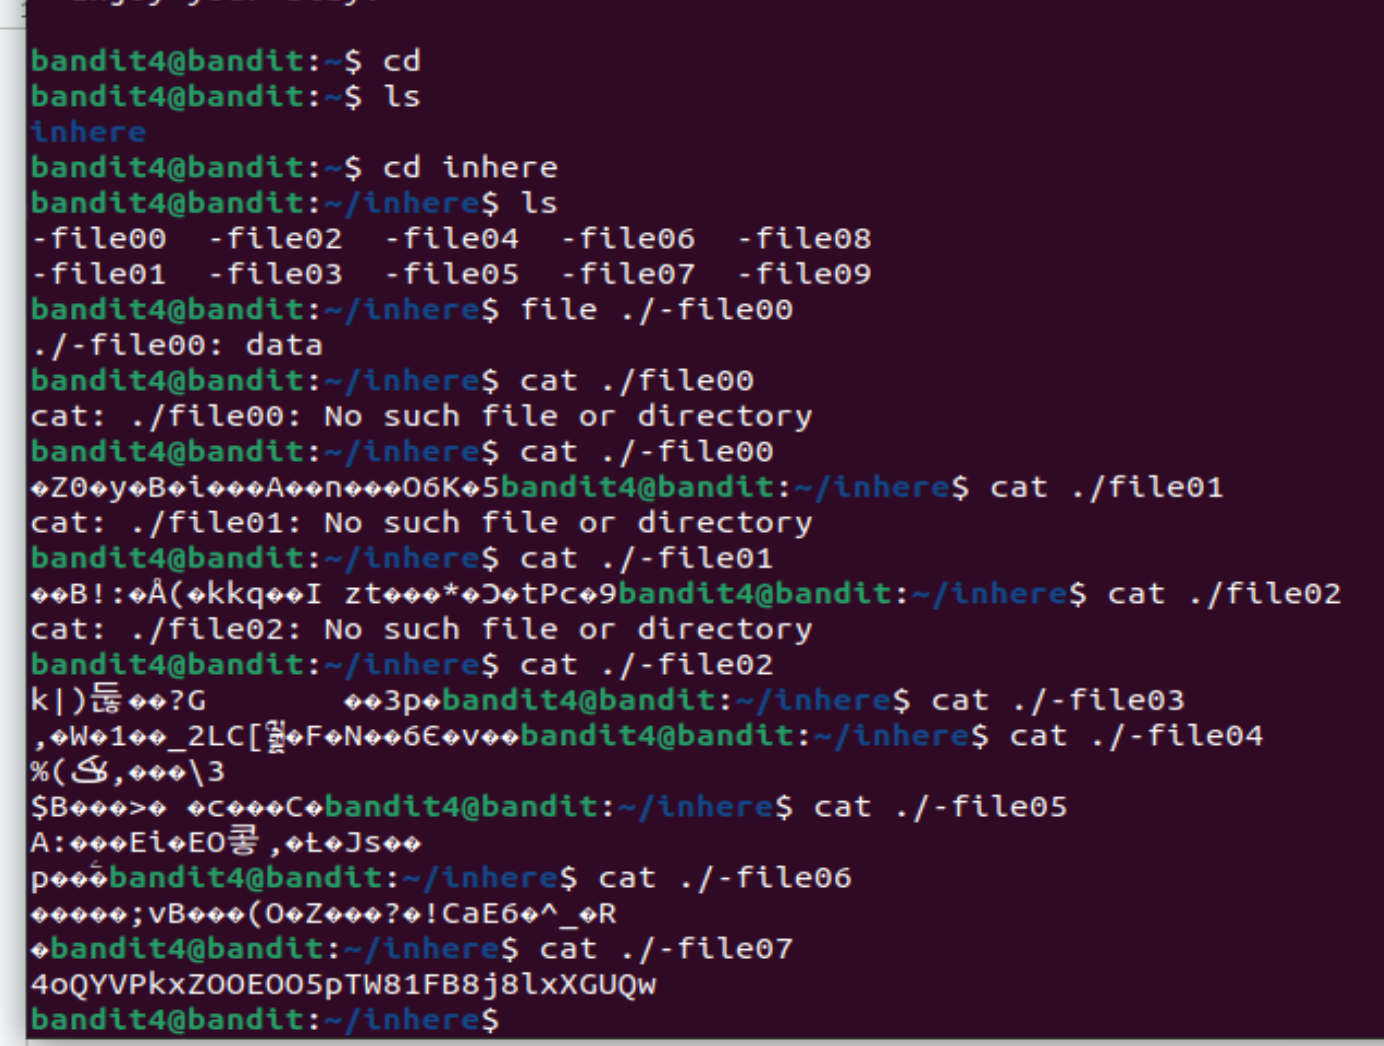 bandit4@bandit:~$ cd
bandit4@bandit:~$ ls
inhere
bandit4@bandit:~$ cd inhere
bandit4@bandit:~/inhere$ ls
-file00  -file02  -file04  -file06  -file08
-file01  -file03  -file05  -file07  -file09
bandit4@bandit:~/inhere$ file ./-file00
./-file00: data
bandit4@bandit:~/inhere$ cat ./file00
cat: ./file00: No such file or directory
bandit4@bandit:~/inhere$ cat ./-file00
�Z0�y�B�i���A��n���O6K�5bandit4@bandit:~/inhere$ cat ./file01
cat: ./file01: No such file or directory
bandit4@bandit:~/inhere$ cat ./-file01
��B!:�Å(�kkq��I zt���*�Ɔ�tPc�9bandit4@bandit:~/inhere$ cat ./file02
cat: ./file02: No such file or directory
bandit4@bandit:~/inhere$ cat ./-file02
k|)듢��?G       ��3p�bandit4@bandit:~/inhere$ cat ./-file03
,�W�1��_2LC[�F�N��6Є�v��bandit4@bandit:~/inhere$ cat ./-file04
%(,���\3
$B���>� �c���C�bandit4@bandit:~/inhere$ cat ./-file05
A:���Ei�EO,�Ł�Js��
p���bandit4@bandit:~/inhere$ cat ./-file06
�����;vB���(O�Z���?�!CaE6�^_�R
�bandit4@bandit:~/inhere$ cat ./-file07
4oQYVPkxZOOEOO5pTW81FB8j8lxXGUQw
bandit4@bandit:~/inhere$